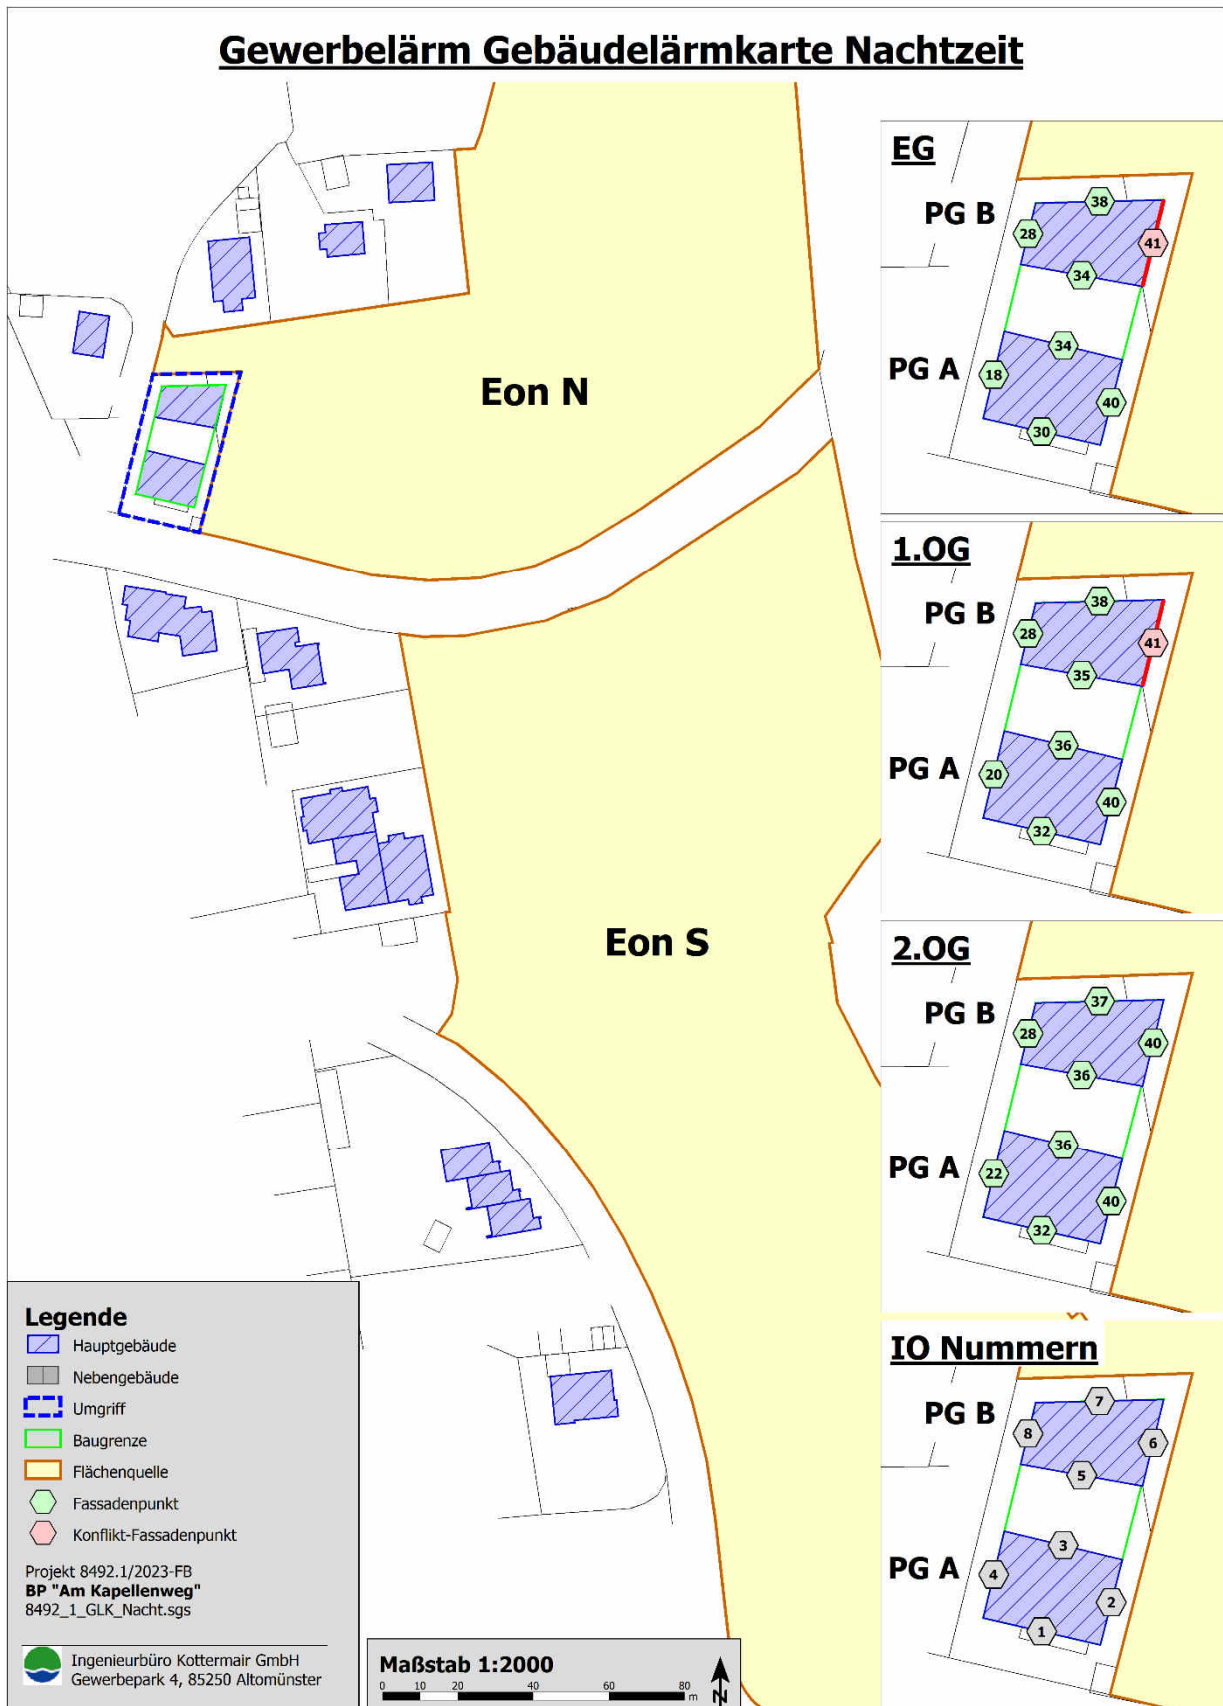 Gewerbelärm Gebäudelärmkarte Nachtzeit
Eon N
Eon S
EG
PG B
38
28
41
34
PG A
34
18
40
30
1.OG
PG B
38
28
41
35
PG A
36
20
40
32
2.OG
PG B
37
28
40
36
PG A
36
22
40
32
IO Nummern
PG B
7
8
6
5
PG A
3
4
2
1
Legende
Hauptgebäude
Nebengebäude
Umgriff
Baugrenze
Flächenquelle
Fassadenpunkt
Konflikt-Fassadenpunkt
Projekt 8492.1/2023-FB
BP "Am Kapellenweg"
8492_1_GLK_Nacht.sgs
Ingenieurbüro Kottermair GmbH
Gewerbepark 4, 85250 Altomünster
Maßstab 1:2000
0 10 20 40 60 80
m
N